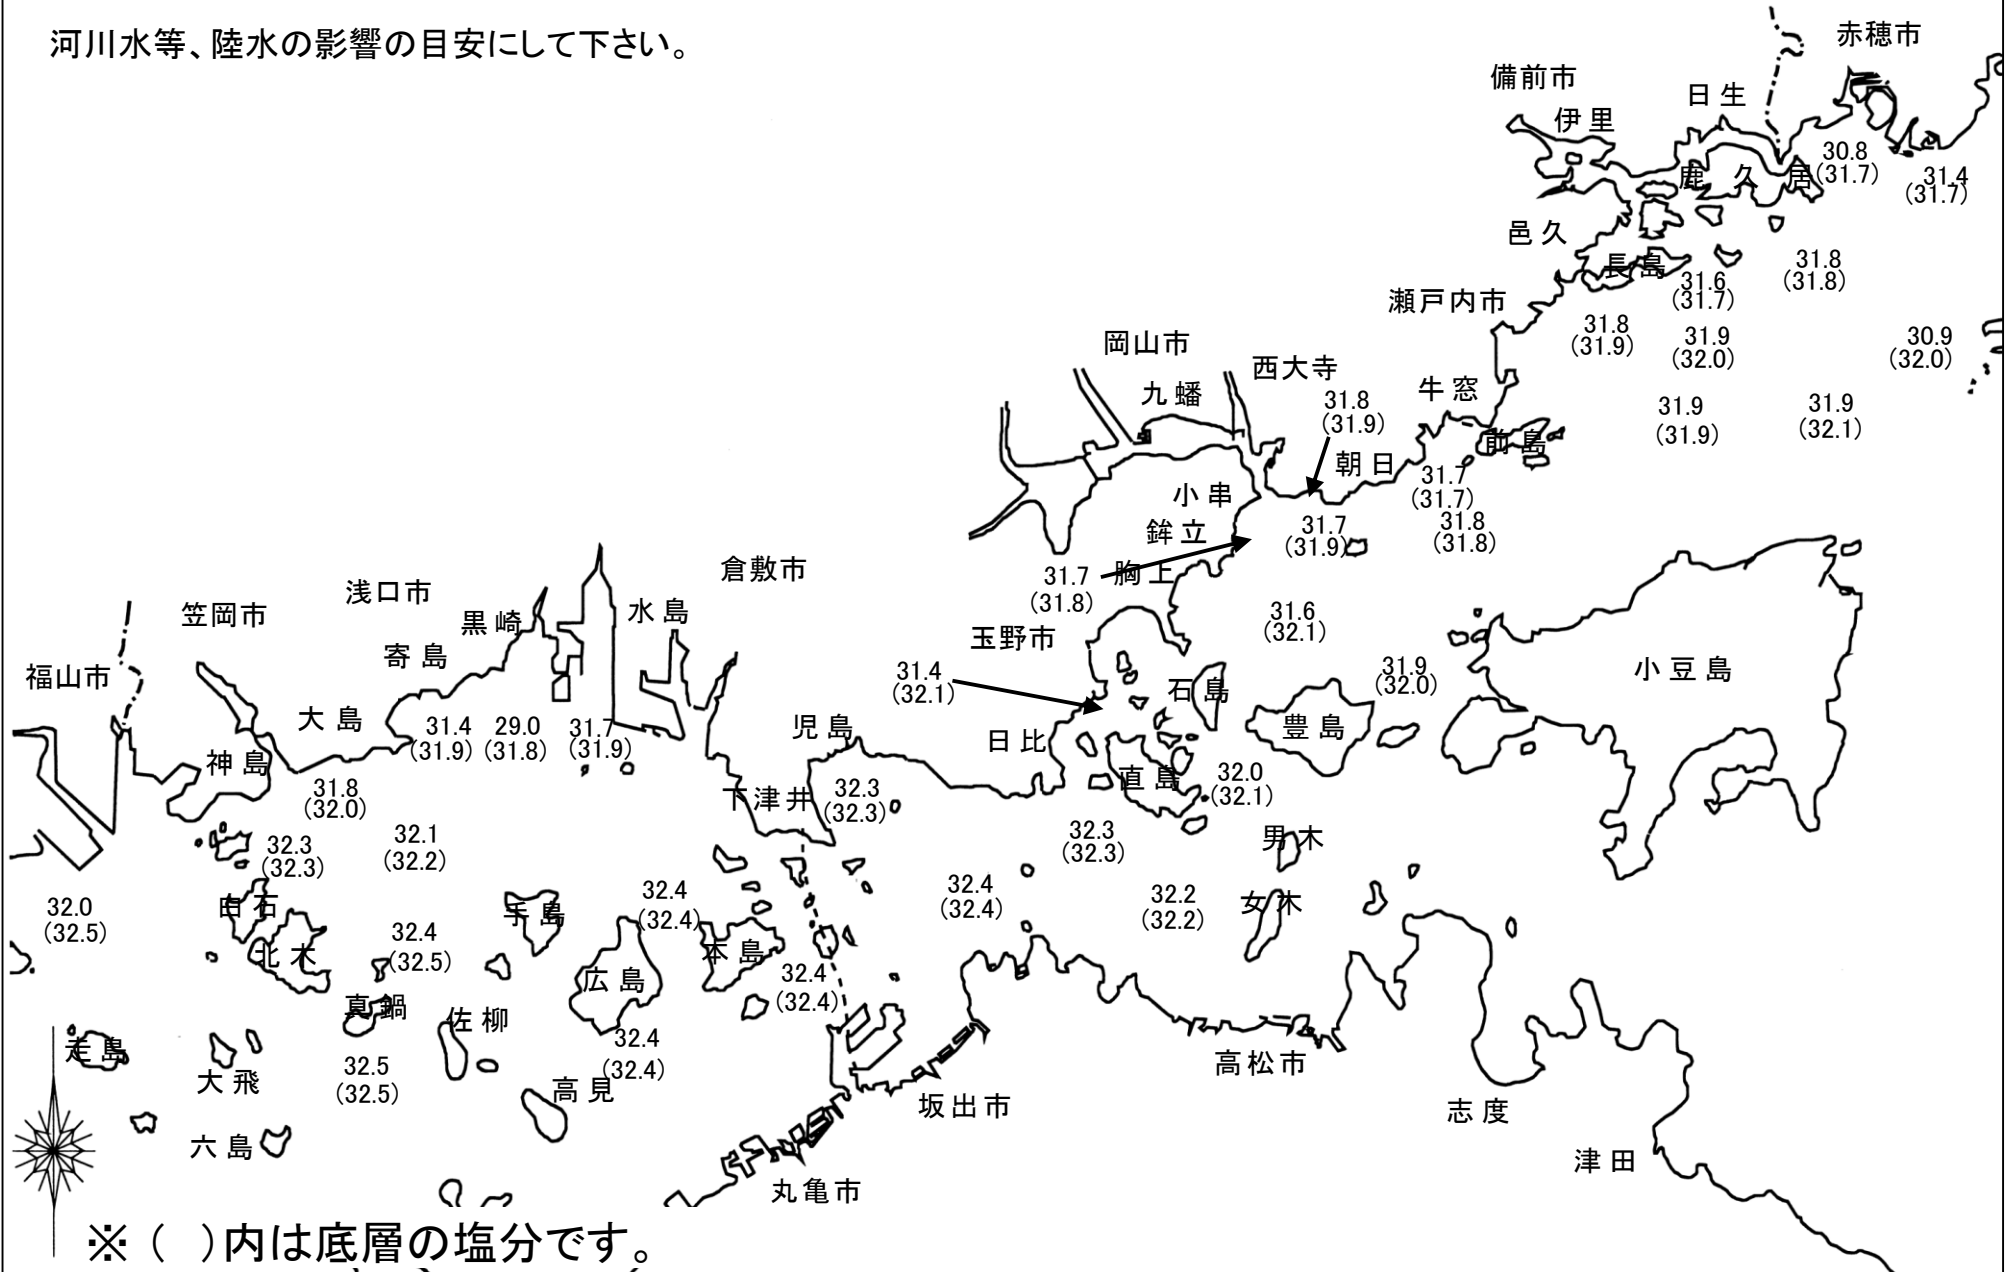 河川水等、陸水の影響の目安にして下さい。
赤穂市
備前市
日生
伊里
30.8
(31.7)
31.4
(31.7)
鹿久居
邑久
長島
31.8
(31.8)
31.6
(31.7)
瀬戸内市
31.8
(31.9)
31.9
(32.0)
30.9
(32.0)
岡山市
西大寺
九蟠
牛窓
31.8
(31.9)
31.9
(31.9)
31.9
(32.1)
前島
朝日
31.7
(31.7)
小串
31.7
(31.9)
31.8
(31.8)
鉾立
胸上
31.7
(31.8)
倉敷市
浅口市
笠岡市
黒崎
水島
玉野市
31.6
(32.1)
寄島
福山市
31.4
(32.1)
石島
31.9
(32.0)
小豆島
大島
31.4
(31.9)
29.0
(31.8)
31.7
(31.9)
児島
日比
豊島
神島
直島
32.0
(32.1)
31.8
(32.0)
下津井
32.3
(32.3)
32.3
(32.3)
32.1
(32.2)
32.3
(32.3)
男木
白石
32.0
(32.5)
手島
32.4
(32.4)
32.4
(32.4)
32.2
(32.2)
女木
北木
32.4
(32.5)
本島
広島
32.4
(32.4)
真鍋
佐柳
走島
32.4
(32.4)
大飛
32.5
(32.5)
高見
高松市
坂出市
志度
六島
津田
丸亀市
※( )内は底層の塩分です。